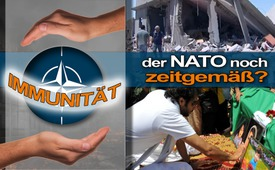 IMMUNITÄT
der NATO noch
zeitgemäß?